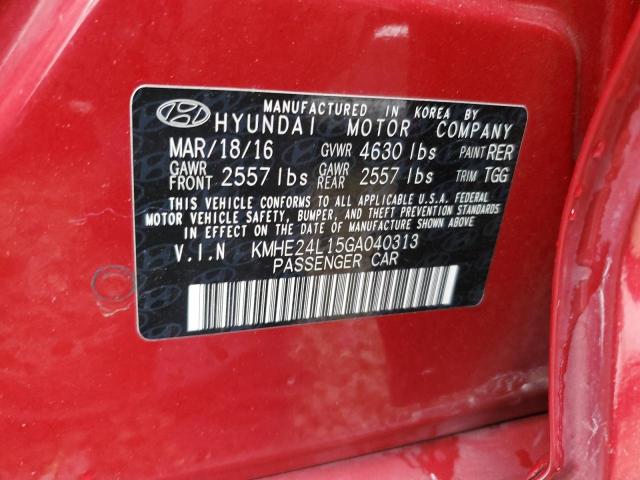 MANUFACTURED IN KOREA BY
HYUNDAI MOTOR COMPANY
MAR/18/16 GVWR 4630 lbs PAINT RER
GAWR FRONT 2557 lbs GAWR REAR 2557 lbs TRIM TGG
THIS VEHICLE CONFORMS TO ALL APPLICABLE U.S.A. FEDERAL
MOTOR VEHICLE SAFETY, BUMPER, AND THEFT PREVENTION STANDARDS
IN EFFECT ON THE DATE OF MANUFACTURE SHOWN ABOVE.
V.I.N KMHE24L15GA040313
PASSENGER CAR